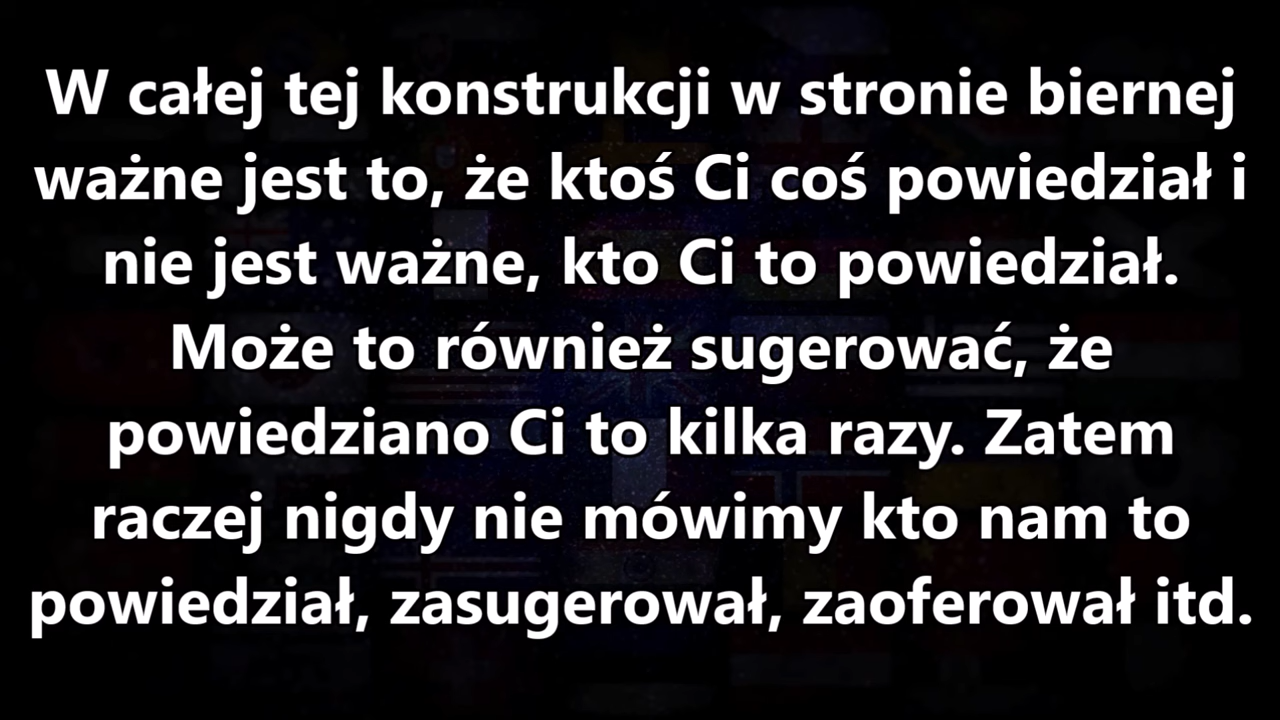 W całej tej konstrukcji w stronie biernej
ważne jest to, że ktoś Ci coś powiedział i
nie jest ważne, kto Ci to powiedział.
Może to również sugerować, że
powiedziano Ci to kilka razy. Zatem
raczej nigdy nie mówimy kto nam to
powiedział, zasugerował, zaoferował itd.